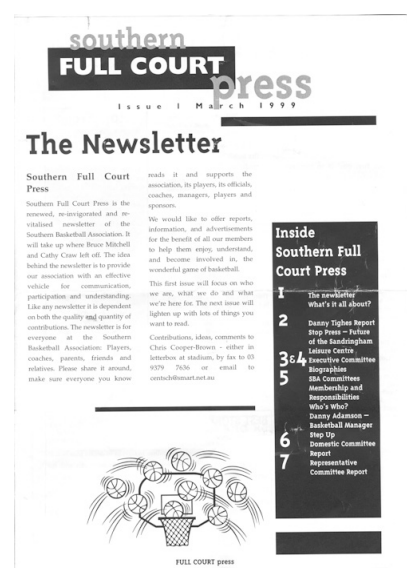 southern
FULL COURT
press
Issue 1 March 1999
The Newsletter
Southern Full Court
Press
Southern Full Court Press is the
renewed, re-invigorated and re-
vitalised newsletter of the
Southern Basketball Association. It
will take up where Bruce Mitchell
and Cathy Craw left off. The idea
behind the newsletter is to provide
our association with an effective
vehicle for communication,
participation and understanding.
Like any newsletter it is dependent
on both the quality and quantity of
contributions. The newsletter is for
everyone at the Southern
Basketball Association: Players,
coaches, parents, friends and
relatives. Please share it around,
make sure everyone you know
reads it and supports the
association, its players, its officials,
coaches, managers, players and
sponsors.
We would like to offer reports,
information, and advertisements
for the benefit of all our members
to help them enjoy, understand,
and become involved in, the
wonderful game of basketball.
This first issue will focus on who
we are, what we do and what
we're here for. The next issue will
lighten up with lots of things you
want to read.
Contributions, ideas, comments to
Chris Cooper-Brown – either in
letterbox at stadium, by fax to 03
9379 7636 or email to
centsch@smart.net.au
Inside
Southern Full
Court Press
1 The newsletter
What's it all about?
2 Danny Tighes Report
Stop Press – Future
of the Sandringham
Leisure Centre
3&4 Executive Committee
Biographies
5 SBA Committees
Membership and
Responsibilities
Who's Who?
Danny Adamson –
Basketball Manager
Step Up
6 Domestic Committee
Report
7 Representative
Committee Report
FULL COURT press